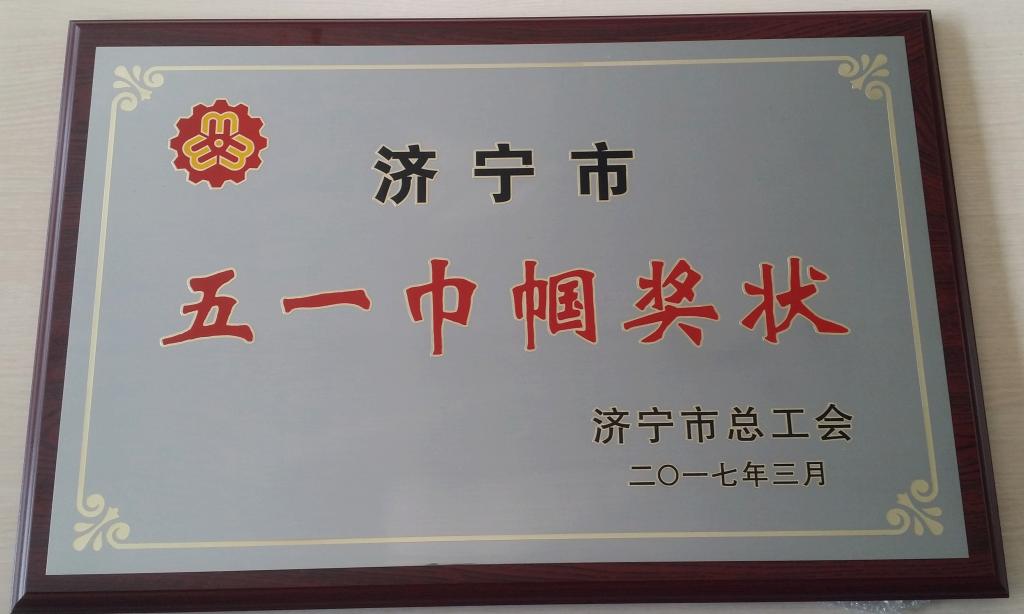 济宁市
五一巾帼奖状
济宁市总工会
二〇一七年三月